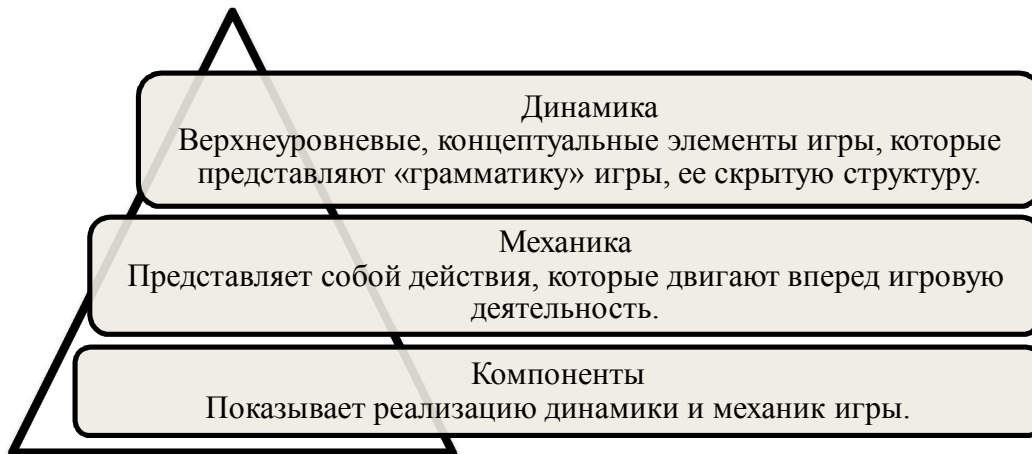 Динамика
Верхнеуровневые, концептуальные элементы игры, которые
представляют «грамматику» игры, ее скрытую структуру.
Механика
Представляет собой действия, которые двигают вперед игровую
деятельность.
Компоненты
Показывает реализацию динамики и механик игры.